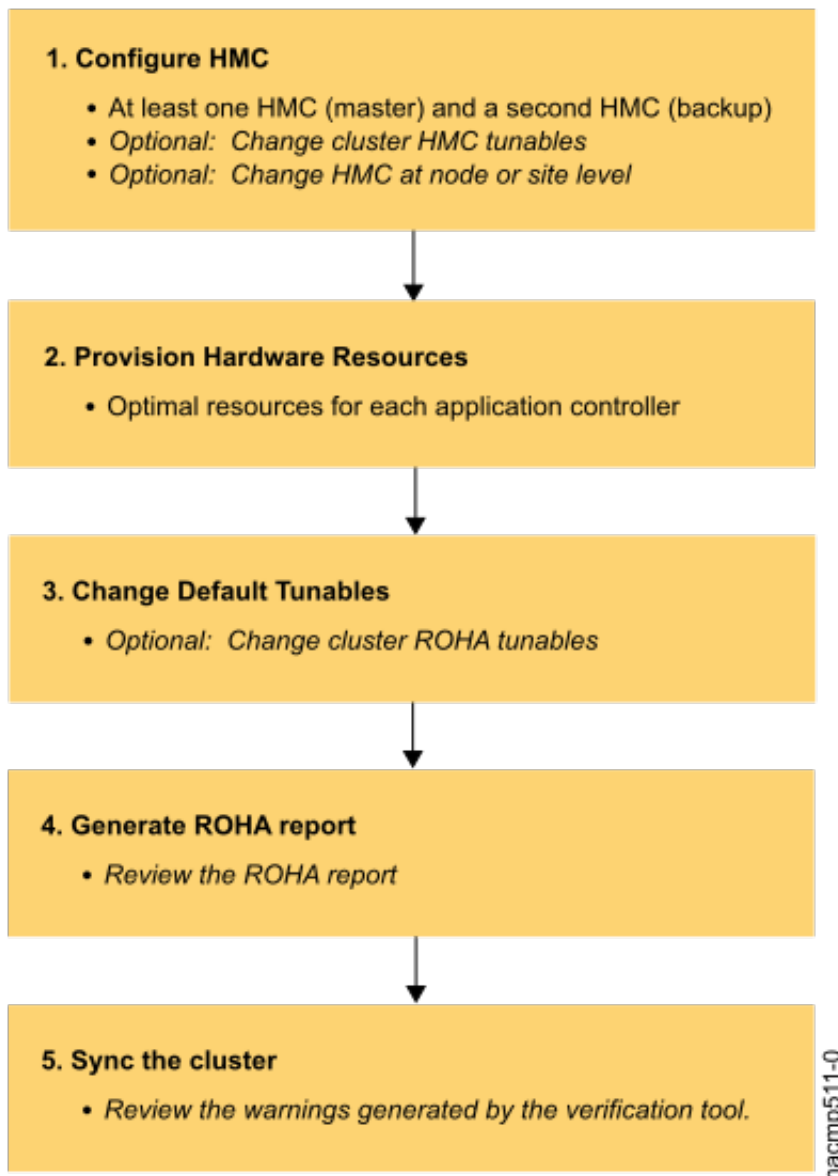 1. Configure HMC
• At least one HMC (master) and a second HMC (backup)
• Optional: Change cluster HMC tunables
• Optional: Change HMC at node or site level
2. Provision Hardware Resources
• Optimal resources for each application controller
3. Change Default Tunables
• Optional: Change cluster ROHA tunables
4. Generate ROHA report
• Review the ROHA report
5. Sync the cluster
• Review the warnings generated by the verification tool.